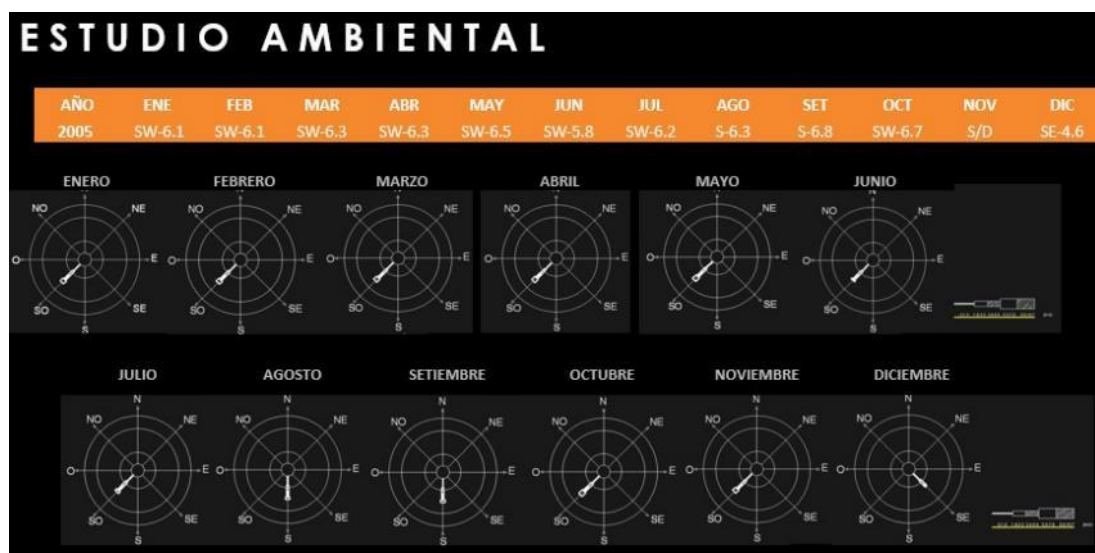 ESTUDIO AMBIENTAL
AÑO ENE FEB MAR ABR MAY JUN JUL AGO SET OCT NOV DIC
2005 SW-6.1 SW-6.1 SW-6.3 SW-6.3 SW-6.5 SW-5.8 SW-6.2 S-6.3 S-6.8 SW-6.7 S/D SE-4.6
ENERO FEBRERO MARZO ABRIL MAYO JUNIO
NO NE NO NE NO NE NO NE NO NE NO NE
O E O E O E O E O E O E
SO SE SO SE SO SE SO SE SO SE SO SE
S S S S S S
JULIO AGOSTO SETIEMBRE OCTUBRE NOVIEMBRE DICIEMBRE
N N N N N N
NO NE NO NE NO NE NO NE NO NE NO NE
O E O E O E O E O E O E
SO SE SO SE SO SE SO SE SO SE SO SE
S S S S S S